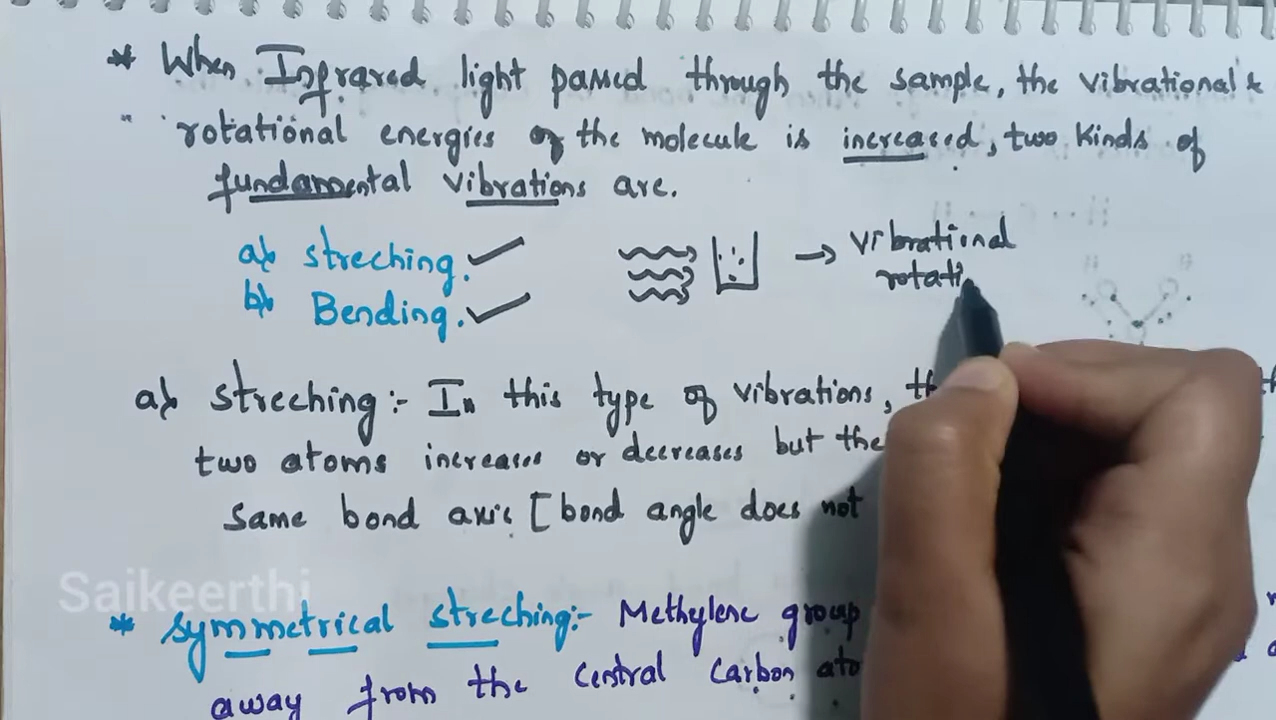 * When Infrared light passed through the sample, the vibrational &
rotational energies of the molecule is increased, two kinds of
fundamental vibrations are.
a) streching.
b) Bending.
→ vibrational
rotati
a) streching:- In this type of vibrations,
two atoms increases or decreases but the
same bond axis [bond angle does not
Saikeerthi
* symmetrical streching:- Methylene group
away from the central carbon ato